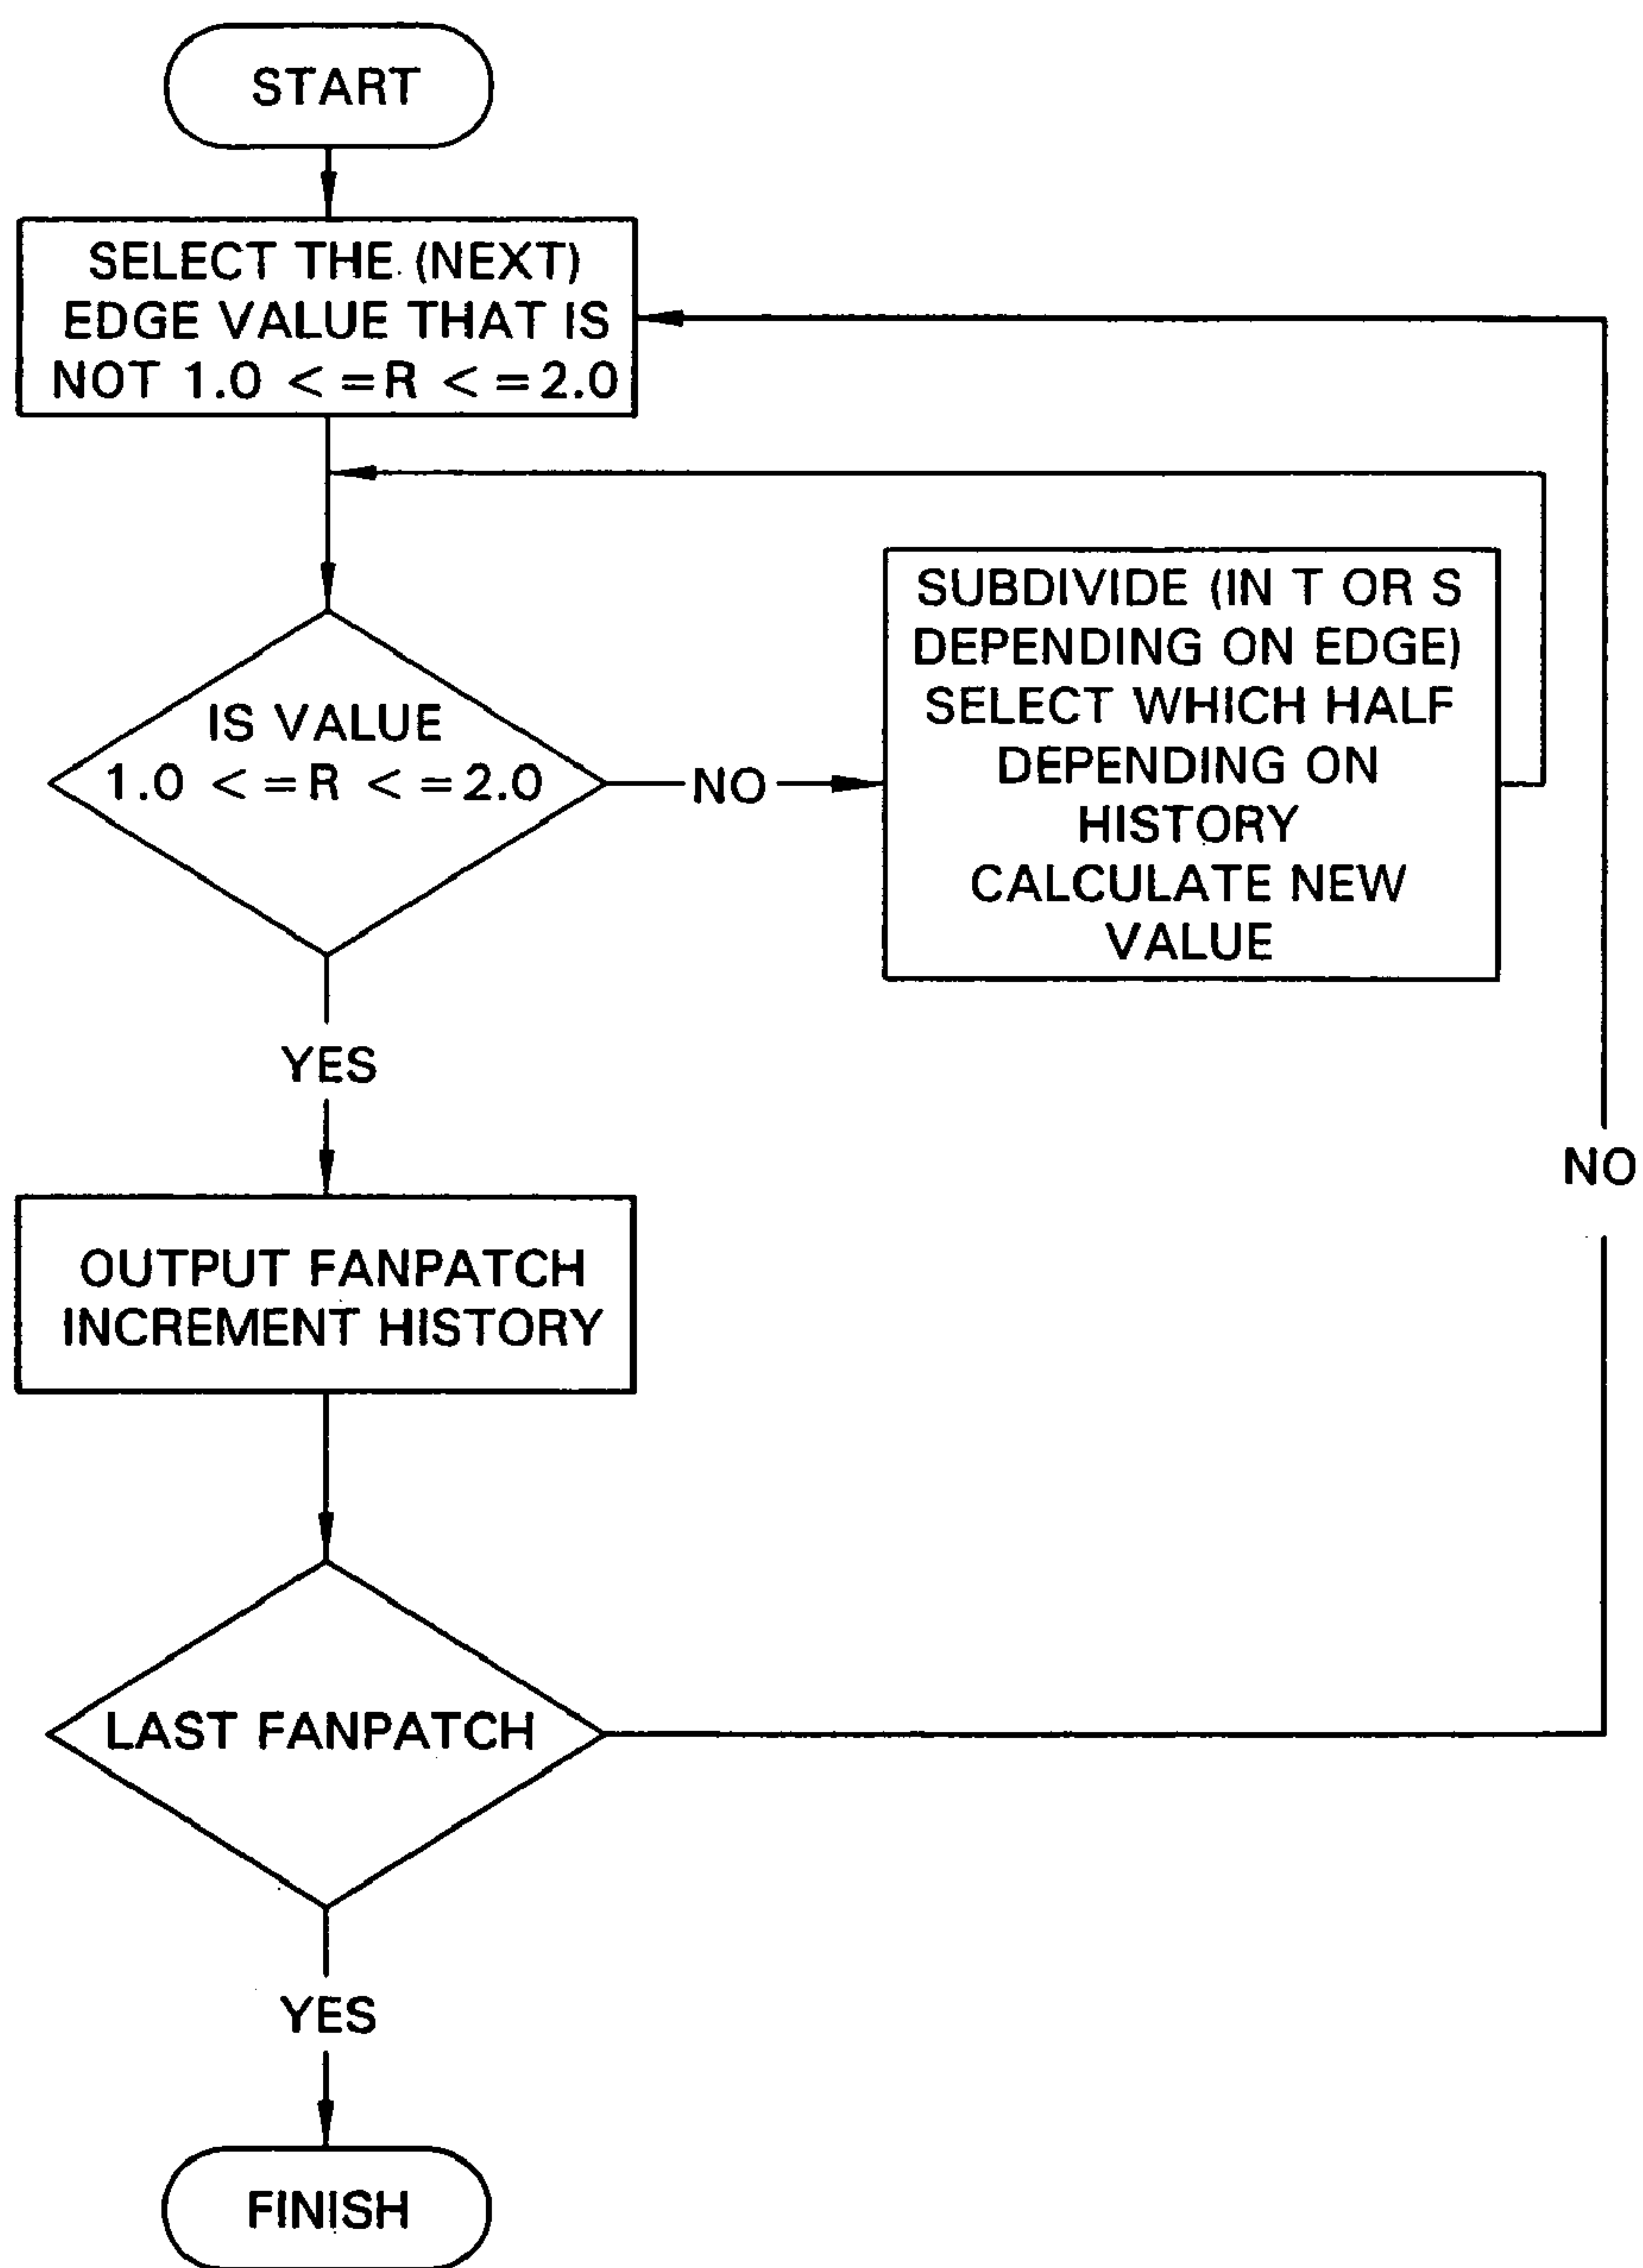 START
SELECT THE (NEXT)
EDGE VALUE THAT IS
NOT 1.0 < =R < =2.0
IS VALUE
1.0 < =R < =2.0
NO
SUBDIVIDE (IN T OR S
DEPENDING ON EDGE)
SELECT WHICH HALF
DEPENDING ON
HISTORY
CALCULATE NEW
VALUE
YES
NO
OUTPUT FANPATCH
INCREMENT HISTORY
LAST FANPATCH
YES
FINISH